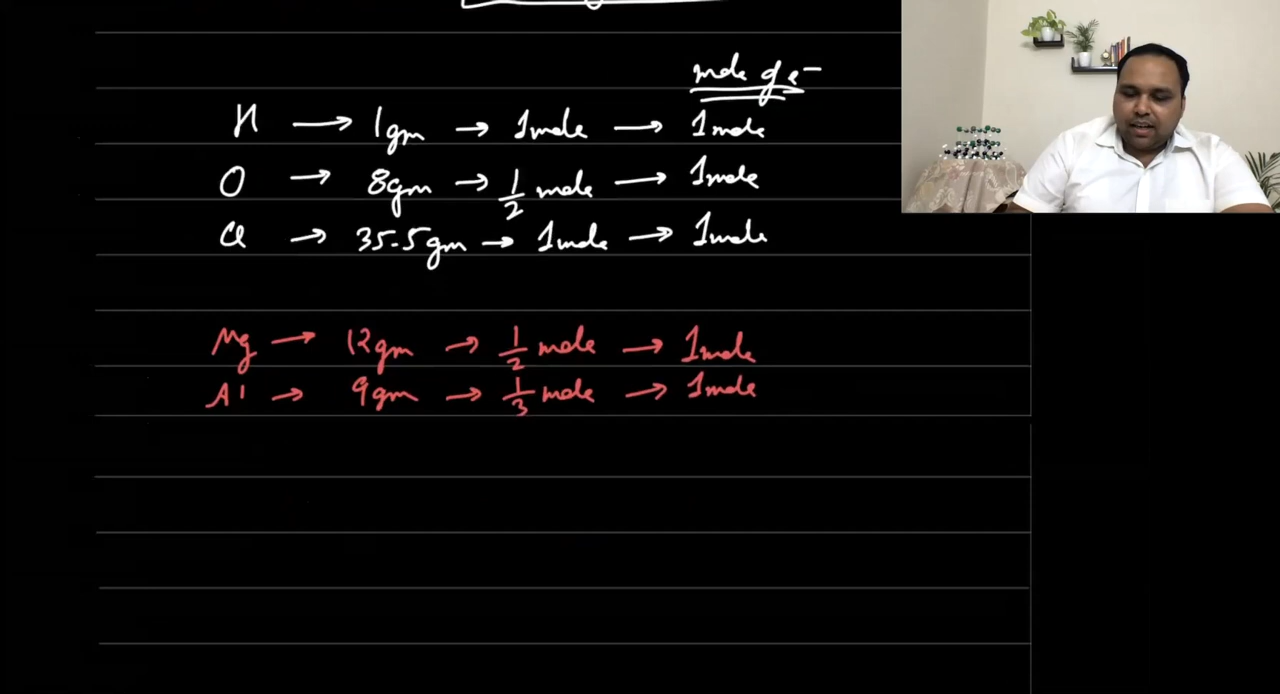 mole of e⁻
H → 1gm → 1mole → 1mole
O → 8gm → 1/2 mole → 1mole
Cl → 35.5gm → 1mole → 1mole
Mg → 12gm → 1/2 mole → 1mole
Al → 9gm → 1/3 mole → 1mole